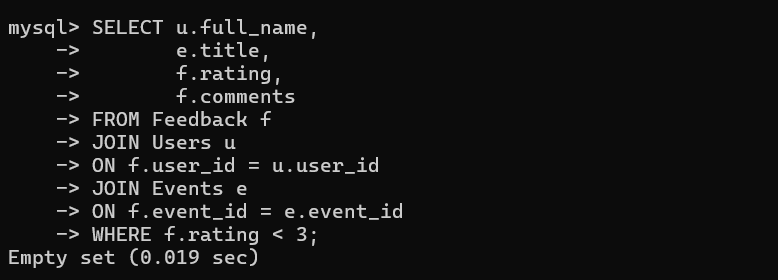 mysql> SELECT u.full_name,
    ->        e.title,
    ->        f.rating,
    ->        f.comments
    -> FROM Feedback f
    -> JOIN Users u
    -> ON f.user_id = u.user_id
    -> JOIN Events e
    -> ON f.event_id = e.event_id
    -> WHERE f.rating < 3;
Empty set (0.019 sec)